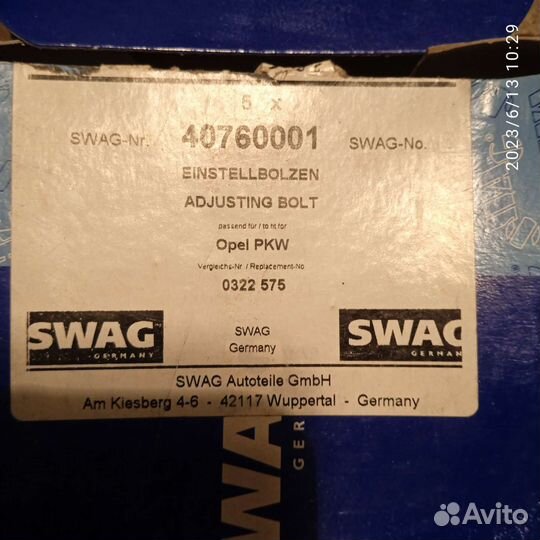 5 x
SWAG-Nr. 40760001 SWAG-No.
EINSTELLBOLZEN
ADJUSTING BOLT
passend für / to fit for
Opel PKW
Vergleichs-Nr / Replacement-No
0322 575
SWAG
GERMANY
SWAG
Germany
SWAG
GERMANY
SWAG Autoteile GmbH
Am Kiesberg 4-6 - 42117 Wuppertal - Germany
SWAG
GER
2023/6/13 10:29
Avito